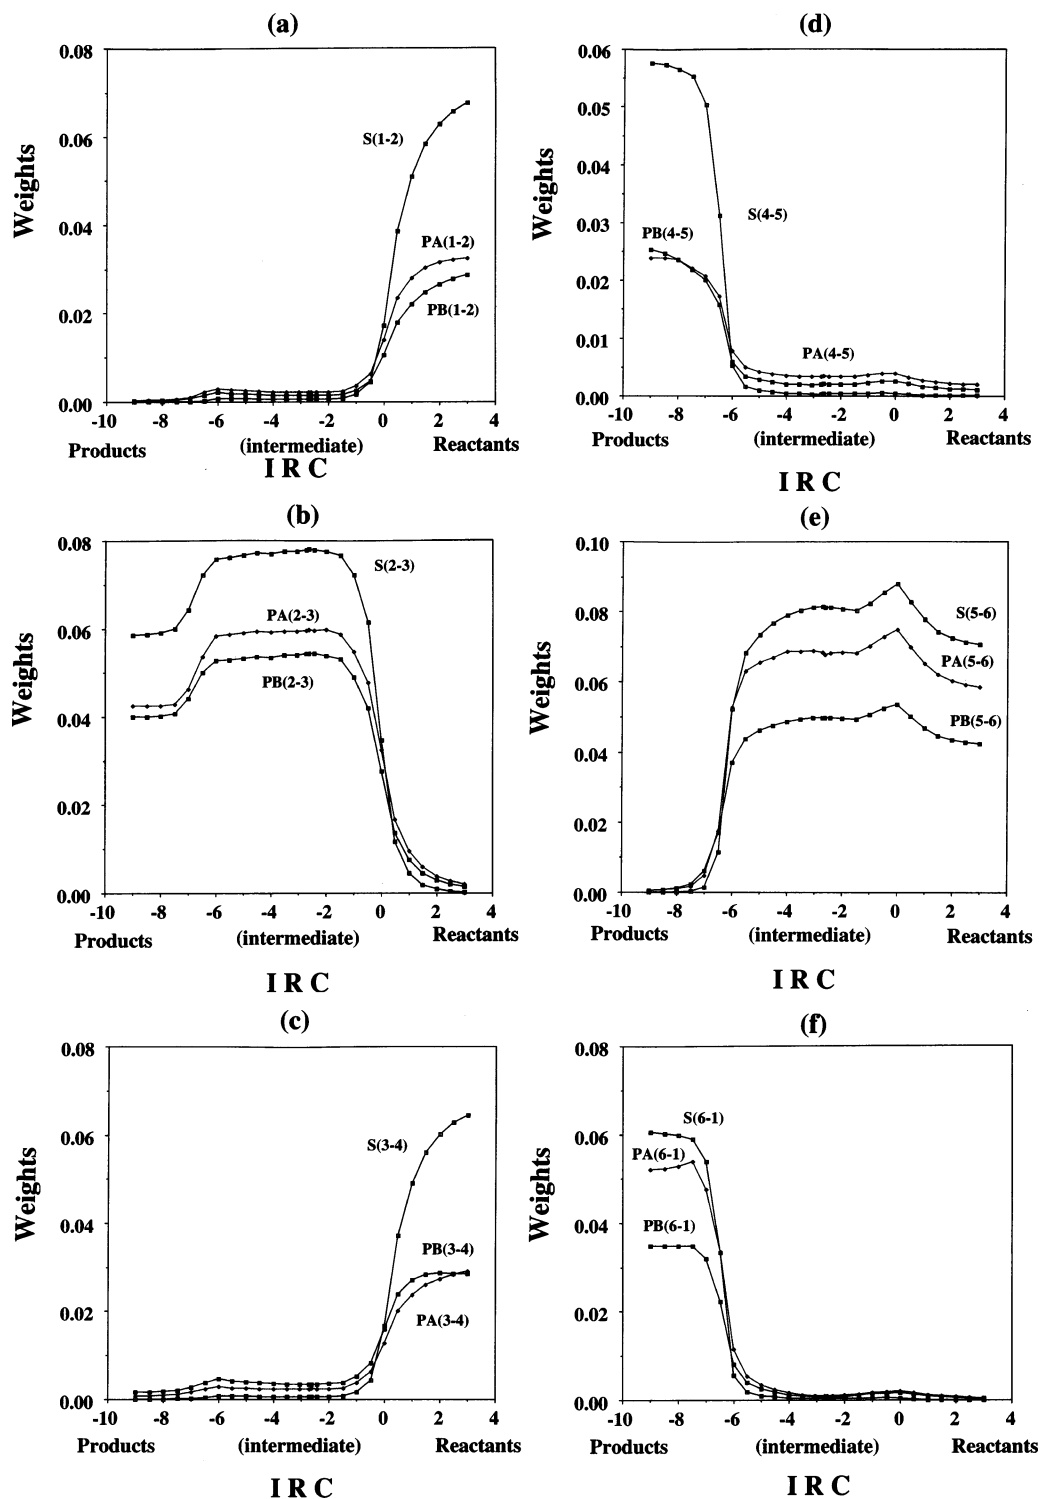 (a)
0.08
0.06
0.04
0.02
0.00
Weights
S(1-2)
PA(1-2)
PB(1-2)
-10 -8 -6 -4 -2 0 2 4
Products (intermediate) Reactants
I R C
(d)
0.06
0.05
0.04
0.03
0.02
0.01
0.00
Weights
S(4-5)
PB(4-5)
PA(4-5)
-10 -8 -6 -4 -2 0 2 4
Products (intermediate) Reactants
I R C
(b)
0.08
0.06
0.04
0.02
0.00
Weights
S(2-3)
PA(2-3)
PB(2-3)
-10 -8 -6 -4 -2 0 2 4
Products (intermediate) Reactants
I R C
(e)
0.10
0.08
0.06
0.04
0.02
0.00
Weights
S(5-6)
PA(5-6)
PB(5-6)
-10 -8 -6 -4 -2 0 2 4
Products (intermediate) Reactants
I R C
(c)
0.08
0.06
0.04
0.02
0.00
Weights
S(3-4)
PB(3-4)
PA(3-4)
-10 -8 -6 -4 -2 0 2 4
Products (intermediate) Reactants
I R C
(f)
0.08
0.06
0.04
0.02
0.00
Weights
S(6-1)
PA(6-1)
PB(6-1)
-10 -8 -6 -4 -2 0 2 4
Products (intermediate) Reactants
I R C